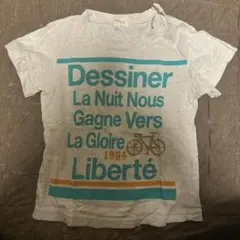 Dessiner
La Nuit Nous
Gagne Vers
La Gloire
1984
Liberté